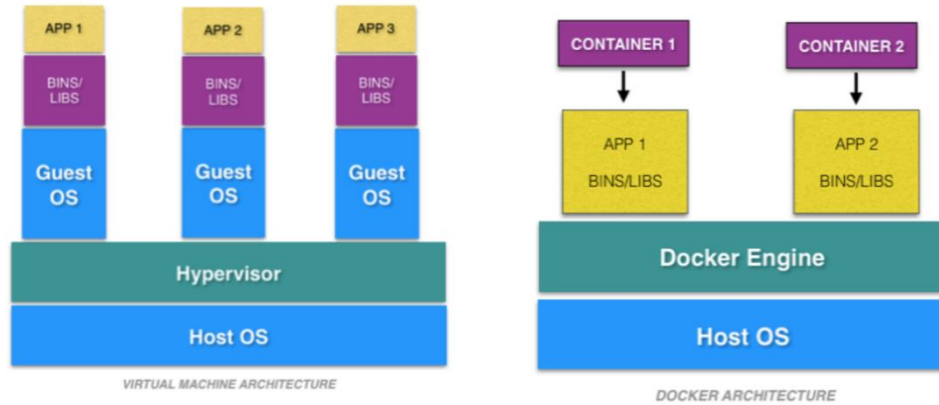 APP 1
APP 2
APP 3
BINS/
LIBS
BINS/
LIBS
BINS/
LIBS
Guest
OS
Guest
OS
Guest
OS
Hypervisor
Host OS
VIRTUAL MACHINE ARCHITECTURE
CONTAINER 1
CONTAINER 2
APP 1
BINS/LIBS
APP 2
BINS/LIBS
Docker Engine
Host OS
DOCKER ARCHITECTURE